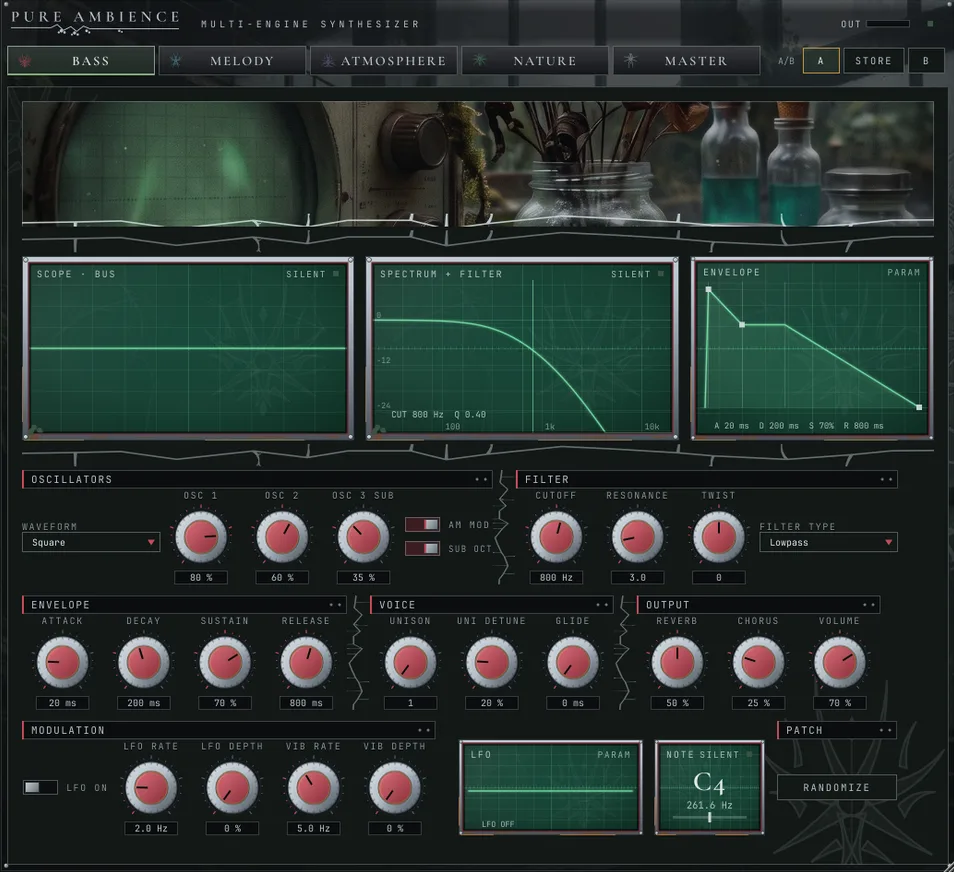 PURE AMBIENCE
MULTI-ENGINE SYNTHESIZER
OUT
BASS
MELODY
ATMOSPHERE
NATURE
MASTER
A/B
A
STORE
B
SCOPE · BUS
SILENT
SPECTRUM + FILTER
SILENT
0
-12
-24
CUT 800 Hz Q 0.40
100
1k
10k
ENVELOPE
PARAM
A 20 ms D 200 ms S 70% R 800 ms
OSCILLATORS
WAVEFORM
Square
OSC 1
OSC 2
OSC 3 SUB
80 %
60 %
35 %
AM MOD
SUB OCT
FILTER
CUTOFF
RESONANCE
TWIST
800 Hz
3.0
0
FILTER TYPE
Lowpass
ENVELOPE
ATTACK
DECAY
SUSTAIN
RELEASE
20 ms
200 ms
70 %
800 ms
VOICE
UNISON
UNI DETUNE
GLIDE
1
20 %
0 ms
OUTPUT
REVERB
CHORUS
VOLUME
50 %
25 %
70 %
MODULATION
LFO ON
LFO RATE
LFO DEPTH
VIB RATE
VIB DEPTH
2.0 Hz
0 %
5.0 Hz
0 %
LFO
PARAM
LFO OFF
NOTE SILENT
C4
261.6 Hz
PATCH
RANDOMIZE